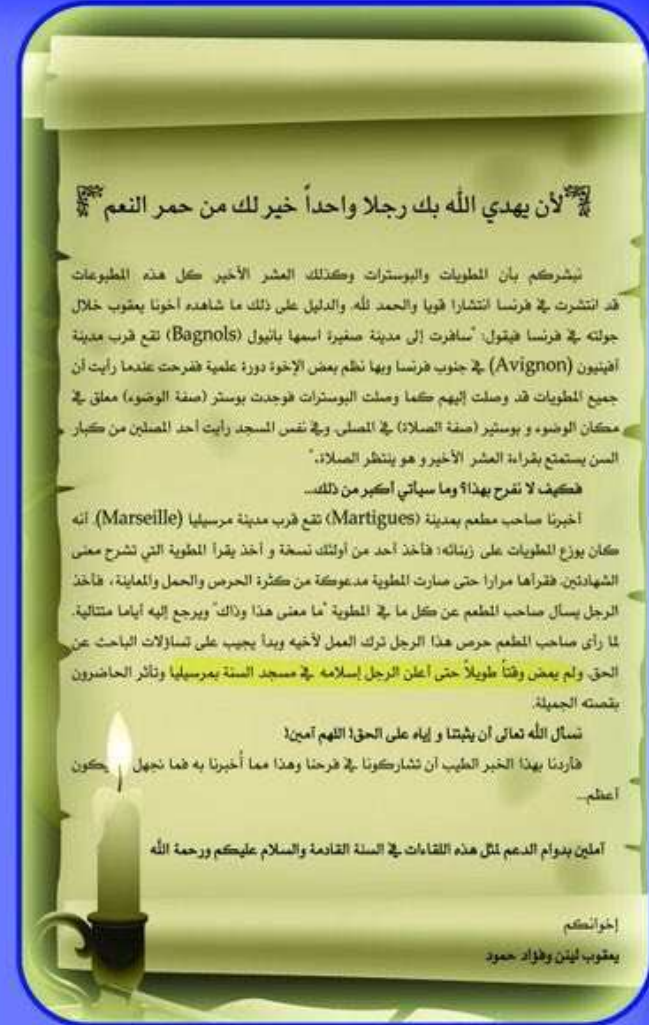 لأن يهدي الله بك رجلا واحداً خير لك من حمر النعم
نبشركم بأن المطويات والبوسترات وكذلك العشر الأخير كل هذه المطبوعات
قد انتشرت في فرنسا انتشارا قويا والحمد لله. والدليل على ذلك ما شاهده أخونا يعقوب خلال
جولته في فرنسا فيقول: "سافرت إلى مدينة صغيرة اسمها بانيول (Bagnols) تقع قرب مدينة
أفينيون (Avignon) في جنوب فرنسا وبها نظم بعض الإخوة دورة علمية ففرحت عندما رأيت أن
جميع المطويات قد وصلت إليهم كما وصلت البوسترات فوجدت بوستر (صفة الوضوء) معلق في
مكان الوضوء و بوستير (صفة الصلاة) في المصلى. وفي نفس المسجد رأيت أحد المصلين من كبار
السن يستمتع بقراءة العشر الأخير و هو ينتظر الصلاة."
فكيف لا نفرح بهذا؟ وما سيأتي أكبر من ذلك...
أخبرنا صاحب مطعم بمدينة (Martigues) تقع قرب مدينة مرسيليا (Marseille) أنه
كان يوزع المطويات على زبنائه؛ فأخذ أحد من أولئك نسخة و أخذ يقرأ المطوية التي تشرح معنى
الشهادتين. فقرأها مرارا حتى صارت المطوية مدعوكة من كثرة الحرص والحمل والمعاينة، فأخذ
الرجل يسأل صاحب المطعم عن كل ما في المطوية "ما معنى هذا وذاك" ويرجع إليه أياما متتالية.
لما رأى صاحب المطعم حرص هذا الرجل ترك العمل لأخيه وبدأ يجيب على تساؤلات الباحث عن
الحق. ولم يمض وقتاً طويلاً حتى أعلن الرجل إسلامه في مسجد السنة بمرسيليا وتأثر الحاضرون
بقصته الجميلة.
نسأل الله تعالى أن يثبتنا و إياه على الحق! اللهم آمين!
فأردنا بهذا الخبر الطيب أن تشاركونا في فرحنا وهذا مما أُخبرنا به فما نجهل يكون
أعظم...
آملين بدوام الدعم لمثل هذه اللقاءات في السنة القادمة والسلام عليكم ورحمة الله
إخوانكم
يعقوب لينن وفؤاد حمود